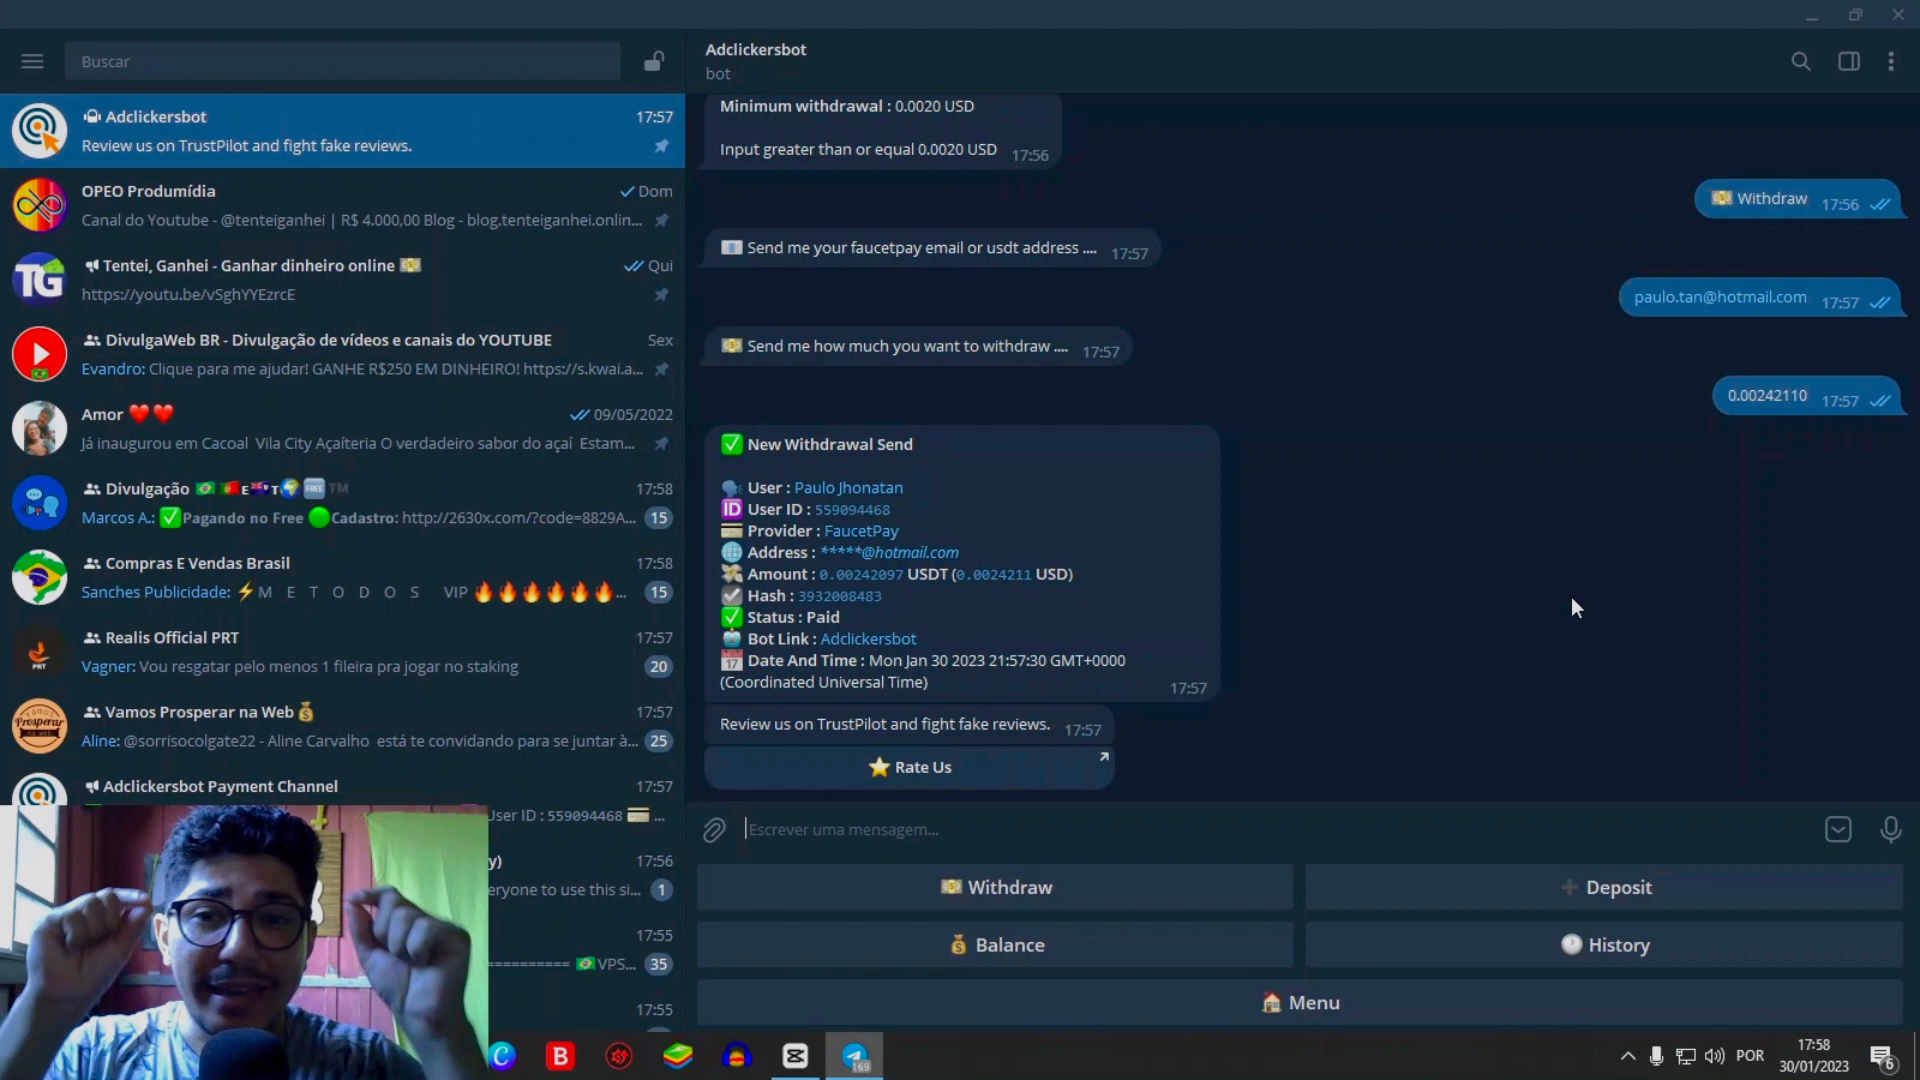 Buscar
Adclickersbot
17:57
Review us on TrustPilot and fight fake reviews.
OPEO Produmídia
Dom
Canal do Youtube - @tenteiganhei | R$ 4.000,00 Blog - blog.tenteiganhei.onlin...
TG
Tentei, Ganhei - Ganhar dinheiro online
Qui
https://youtu.be/vSghYYEzrcE
DivulgaWeb BR - Divulgação de vídeos e canais do YOUTUBE
Sex
Evandro: Clique para me ajudar! GANHE R$250 EM DINHEIRO! https://s.kwai.a...
Amor
09/05/2022
Já inaugurou em Cacoal Vila City Açaíteria O verdadeiro sabor do açaí Estam...
Divulgação 🇧🇷 🇵🇹E🇦🇺T🌍 FREE TM
17:58
Marcos A.: ✅Pagando no Free 🟢Cadastro: http://2630x.com/?code=8829A...
15
Compras E Vendas Brasil
17:58
Sanches Publicidade: ⚡M E T O D O S VIP 🔥🔥🔥🔥🔥🔥...
15
PRT
Realis Official PRT
17:57
Vagner: Vou resgatar pelo menos 1 fileira pra jogar no staking
20
Prosperar
Vamos Prosperar na Web💰
17:57
Aline: @sorrisocolgate22 - Aline Carvalho está te convidando para se juntar à...
25
Adclickersbot Payment Channel
17:57
User ID : 559094468 💳 ...
y)
17:56
eryone to use this si...
1
17:55
========== 🇧🇷VPS...
35
17:55
Adclickersbot
bot
Minimum withdrawal : 0.0020 USD
Input greater than or equal 0.0020 USD 17:56
💵 Withdraw 17:56
📧 Send me your faucetpay email or usdt address .... 17:57
paulo.tan@hotmail.com 17:57
💵 Send me how much you want to withdraw .... 17:57
0.00242110 17:57
✅ New Withdrawal Send
🗣 User : Paulo Jhonatan
🆔 User ID : 559094468
💳 Provider : FaucetPay
🌐 Address : *****@hotmail.com
💸 Amount : 0.00242097 USDT (0.0024211 USD)
✔️ Hash : 3932008483
✅ Status : Paid
🤖 Bot Link : Adclickersbot
📅 Date And Time : Mon Jan 30 2023 21:57:30 GMT+0000
(Coordinated Universal Time) 17:57
Review us on TrustPilot and fight fake reviews. 17:57
⭐ Rate Us
Escrever uma mensagem...
💵 Withdraw
➕ Deposit
💰 Balance
🕐 History
🏠 Menu
C
B
169
POR
17:58
30/01/2023
6